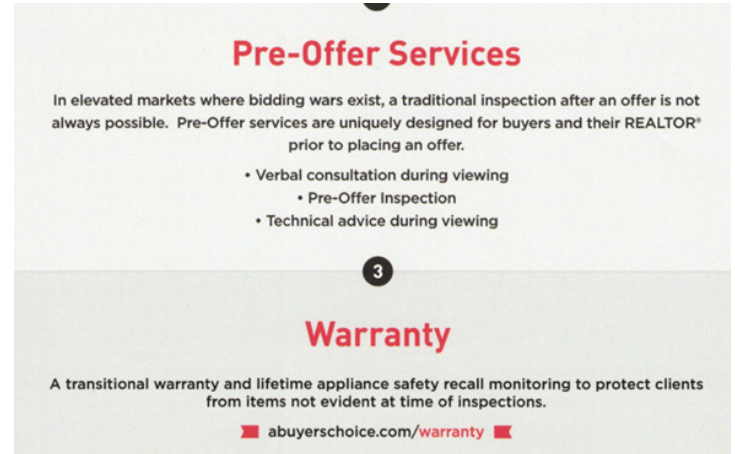 Pre-Offer Services
In elevated markets where bidding wars exist, a traditional inspection after an offer is not
always possible. Pre-Offer services are uniquely designed for buyers and their REALTOR®
prior to placing an offer.
• Verbal consultation during viewing
• Pre-Offer Inspection
• Technical advice during viewing
3
Warranty
A transitional warranty and lifetime appliance safety recall monitoring to protect clients
from items not evident at time of inspections.
abuyerschoice.com/warranty